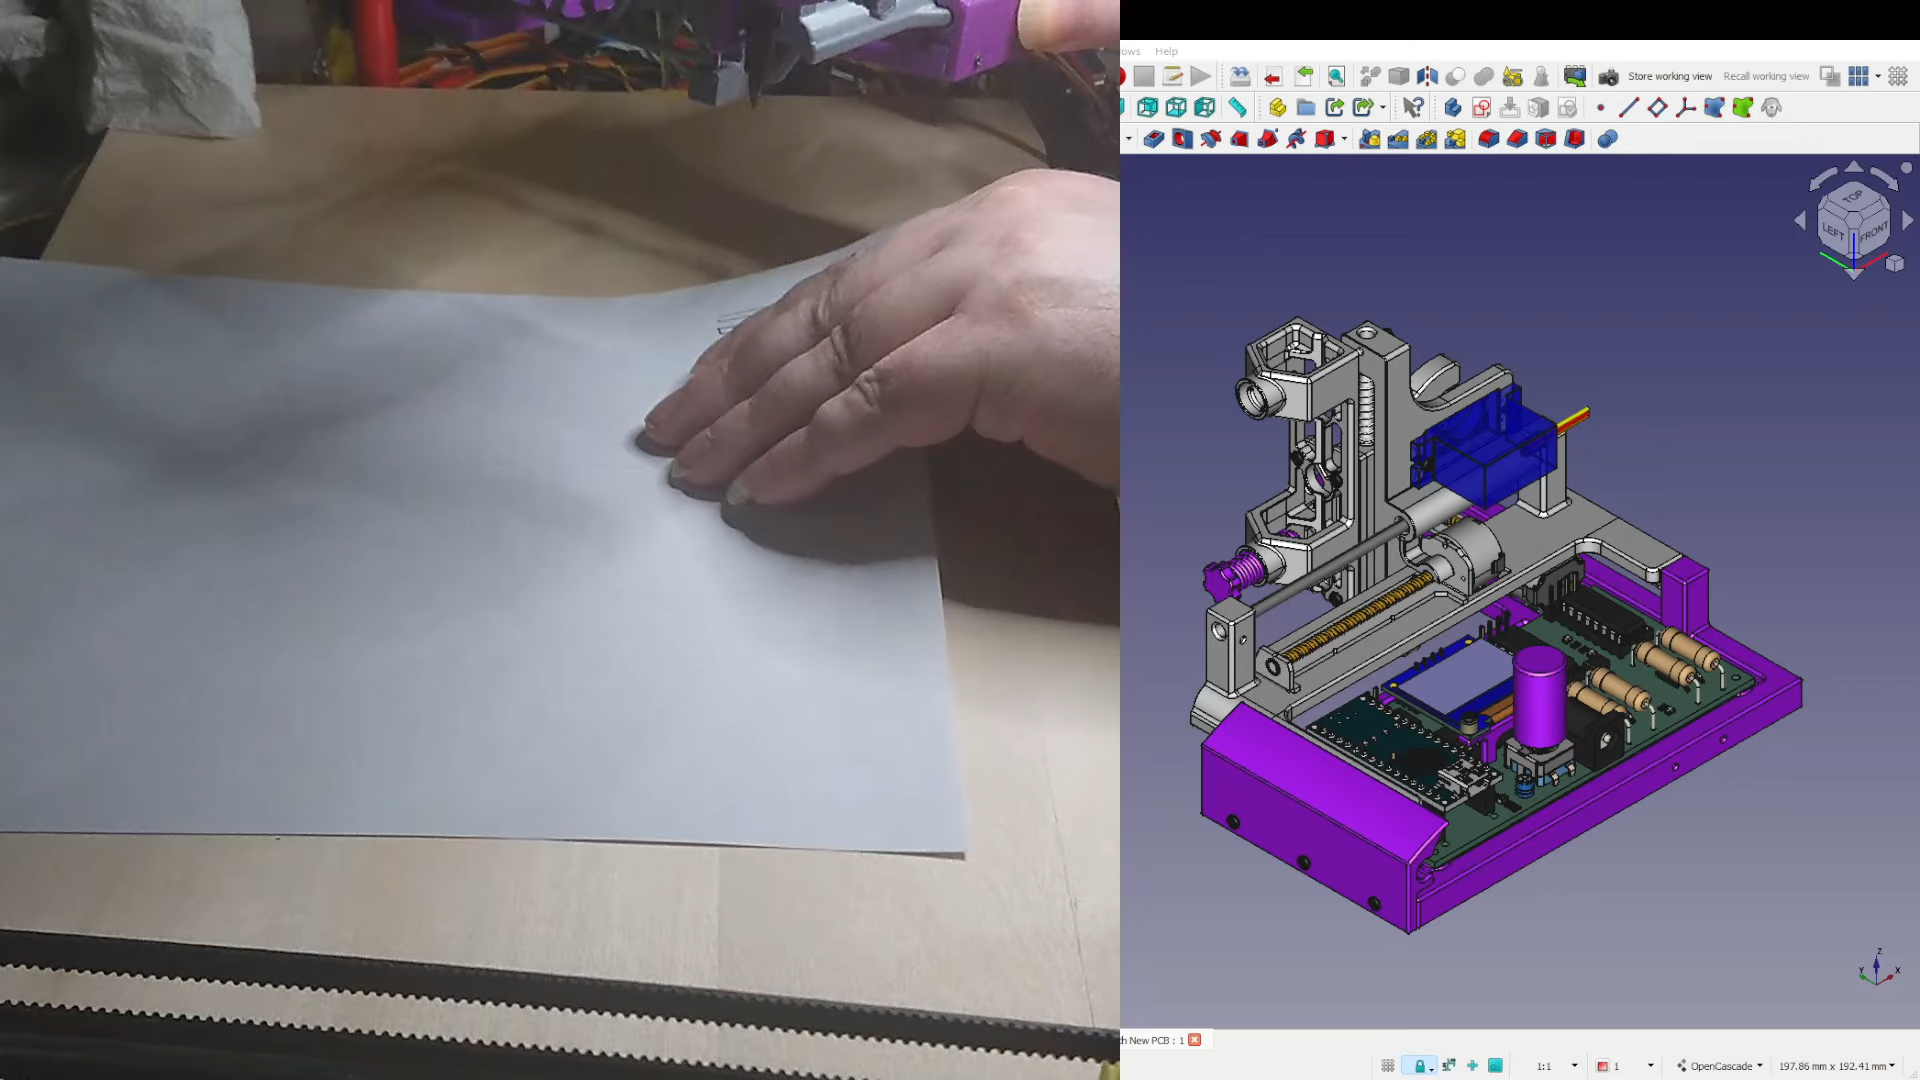 ows Help
Store working view Recall working view
TOP
LEFT FRONT
Z
Y X
h New PCB : 1
1:1 1 OpenCascade 197.86 mm x 192.41 mm